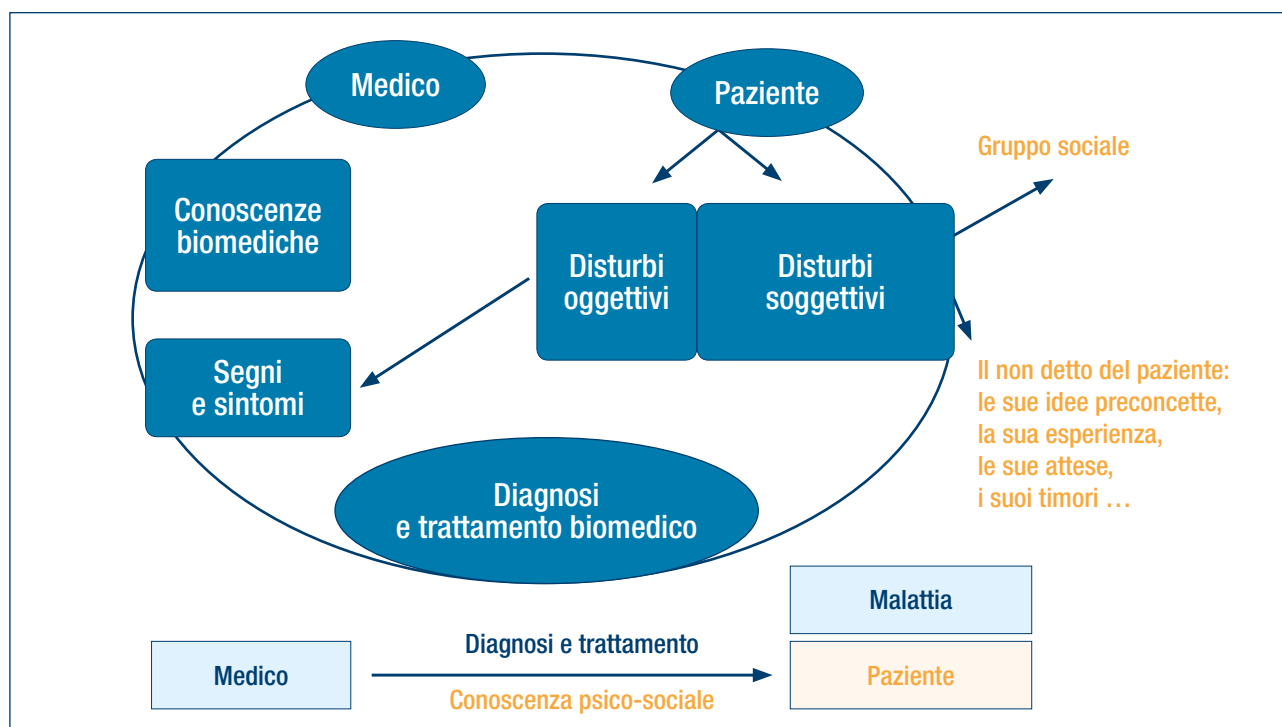 Medico
Paziente
Gruppo sociale
Conoscenze
biomediche
Disturbi
oggettivi
Disturbi
soggettivi
Segni
e sintomi
Il non detto del paziente:
le sue idee preconcette,
la sua esperienza,
le sue attese,
i suoi timori …
Diagnosi
e trattamento biomedico
Malattia
Diagnosi e trattamento
Medico
Conoscenza psico-sociale
Paziente